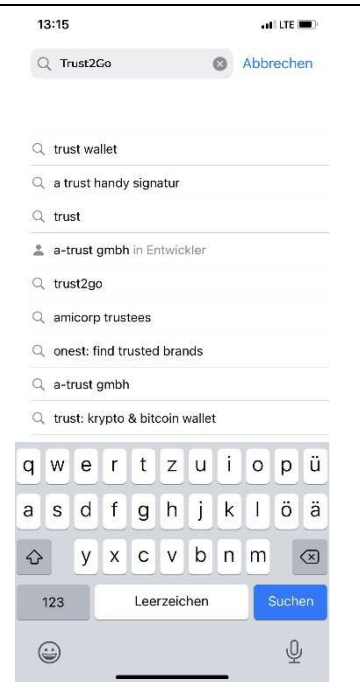 13:15 LTE
Trust2Go Abbrechen
trust wallet
a trust handy signatur
trust
a-trust gmbh in Entwickler
trust2go
amicorp trustees
onest: find trusted brands
a-trust gmbh
trust: krypto & bitcoin wallet
q w e r t z u i o p ü
a s d f g h j k l ö ä
y x c v b n m
123 Leerzeichen Suchen